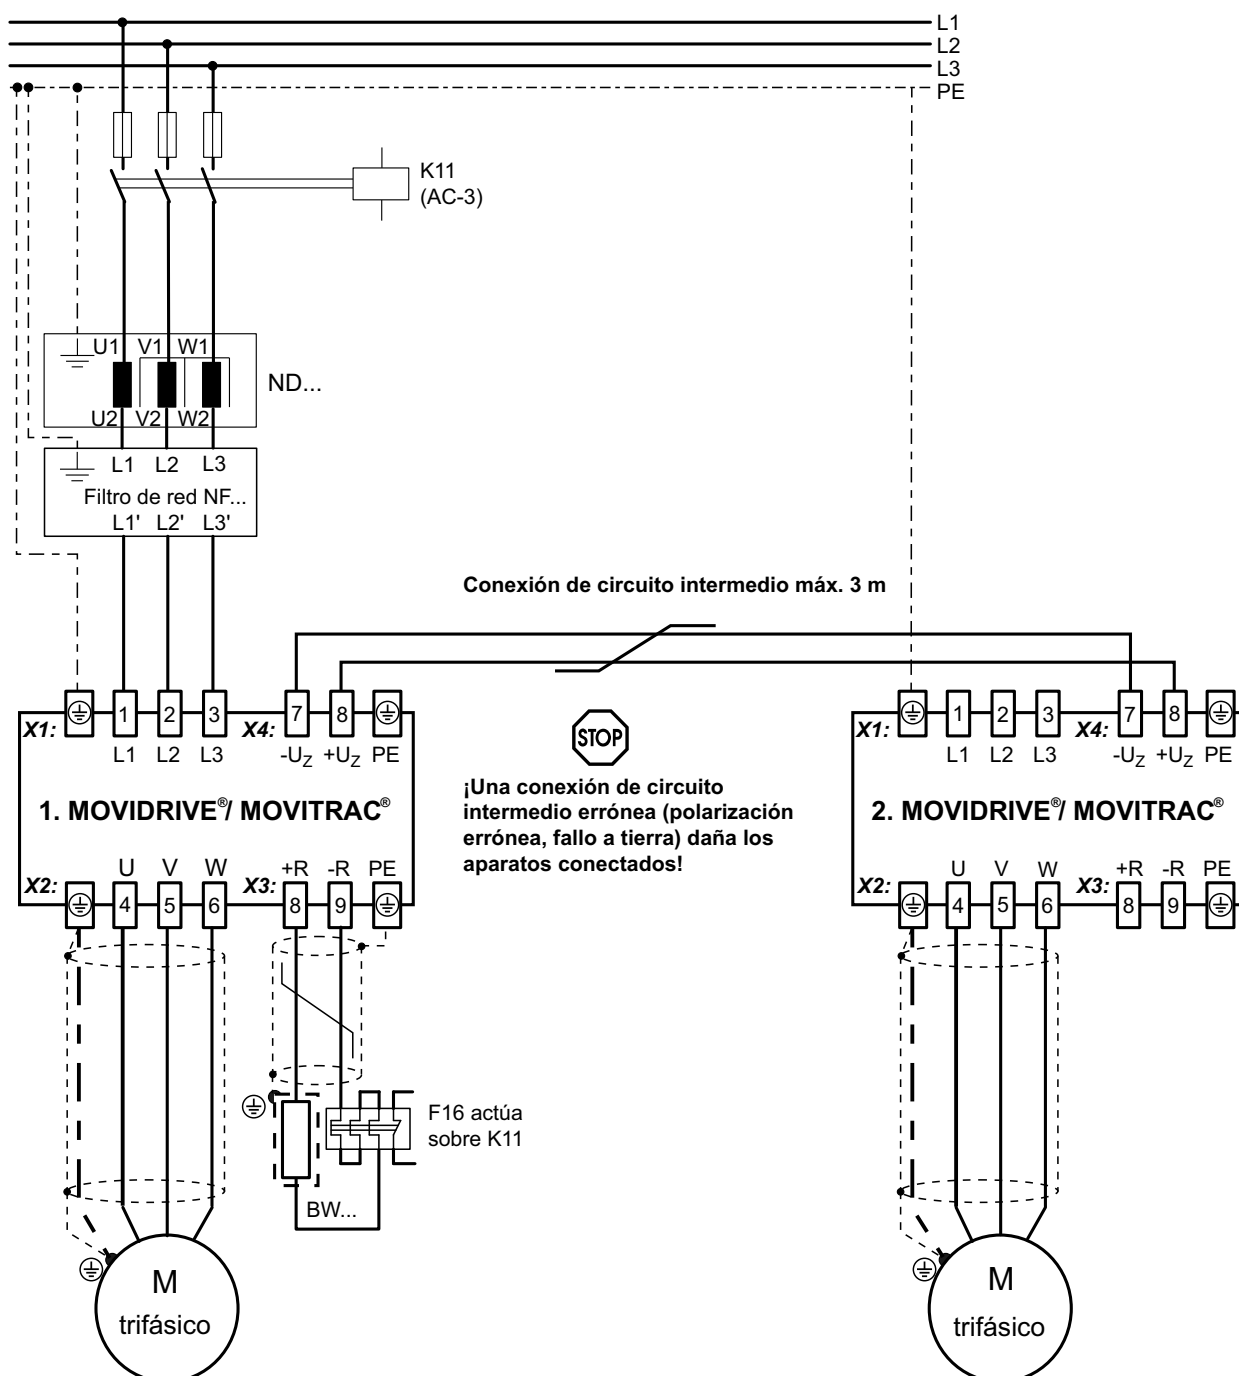 L1
L2
L3
PE
K11
(AC-3)
U1 V1 W1
ND...
U2 V2 W2
L1 L2 L3
Filtro de red NF...
L1' L2' L3'
Conexión de circuito intermedio máx. 3 m
X1: 1 2 3 X4: 7 8
L1 L2 L3 -UZ +UZ PE
1. MOVIDRIVE®/ MOVITRAC®
U V W +R -R PE
X2: 4 5 6 X3: 8 9
STOP
¡Una conexión de circuito
intermedio errónea (polarización
errónea, fallo a tierra) daña los
aparatos conectados!
X1: 1 2 3 X4: 7 8
L1 L2 L3 -UZ +UZ PE
2. MOVIDRIVE®/ MOVITRAC®
U V W +R -R PE
X2: 4 5 6 X3: 8 9
F16 actúa
sobre K11
BW...
M
trifásico
M
trifásico